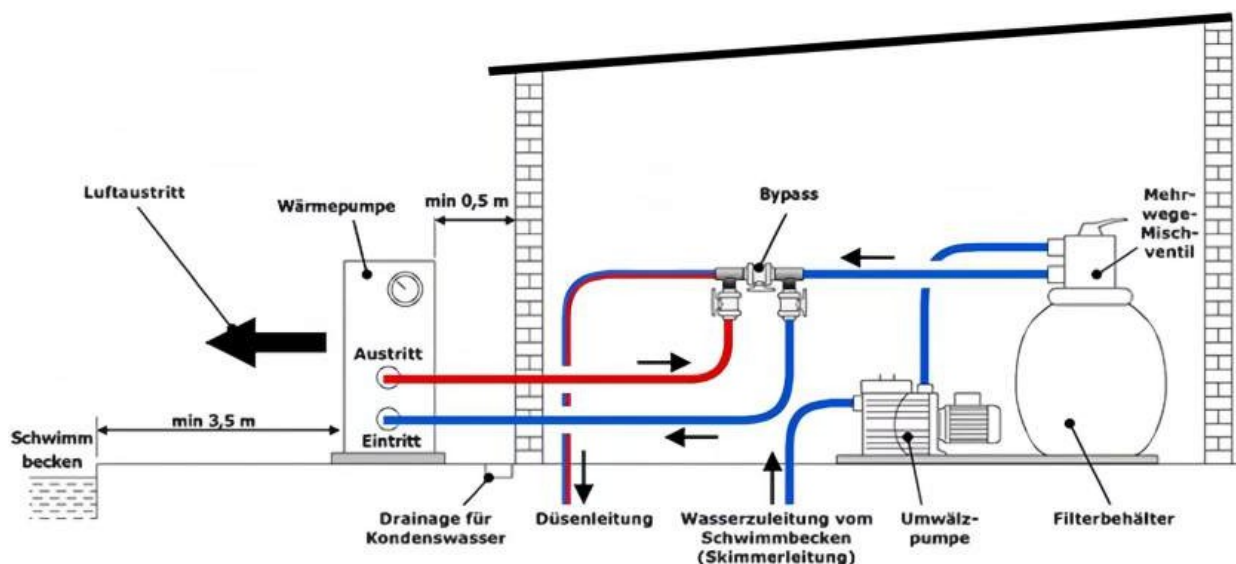 Luftaustritt
Wärmepumpe
min 0,5 m
Bypass
Mehr-
wege-
Misch-
ventil
Austritt
Eintritt
min 3,5 m
Schwimm
becken
Drainage für
Kondenswasser
Düsenleitung
Wasserzuleitung vom
Schwimmbecken
(Skimmerleitung)
Umwälz-
pumpe
Filterbehälter